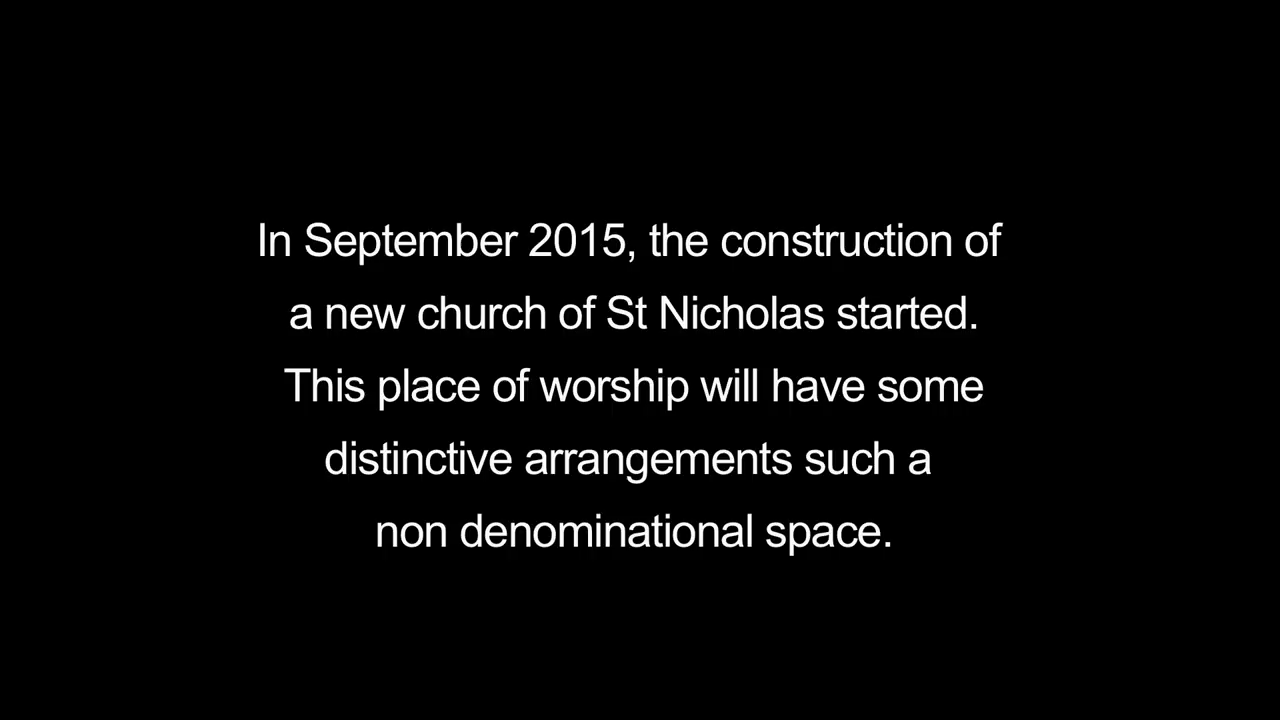 In September 2015, the construction of
a new church of St Nicholas started.
This place of worship will have some
distinctive arrangements such a
non denominational space.